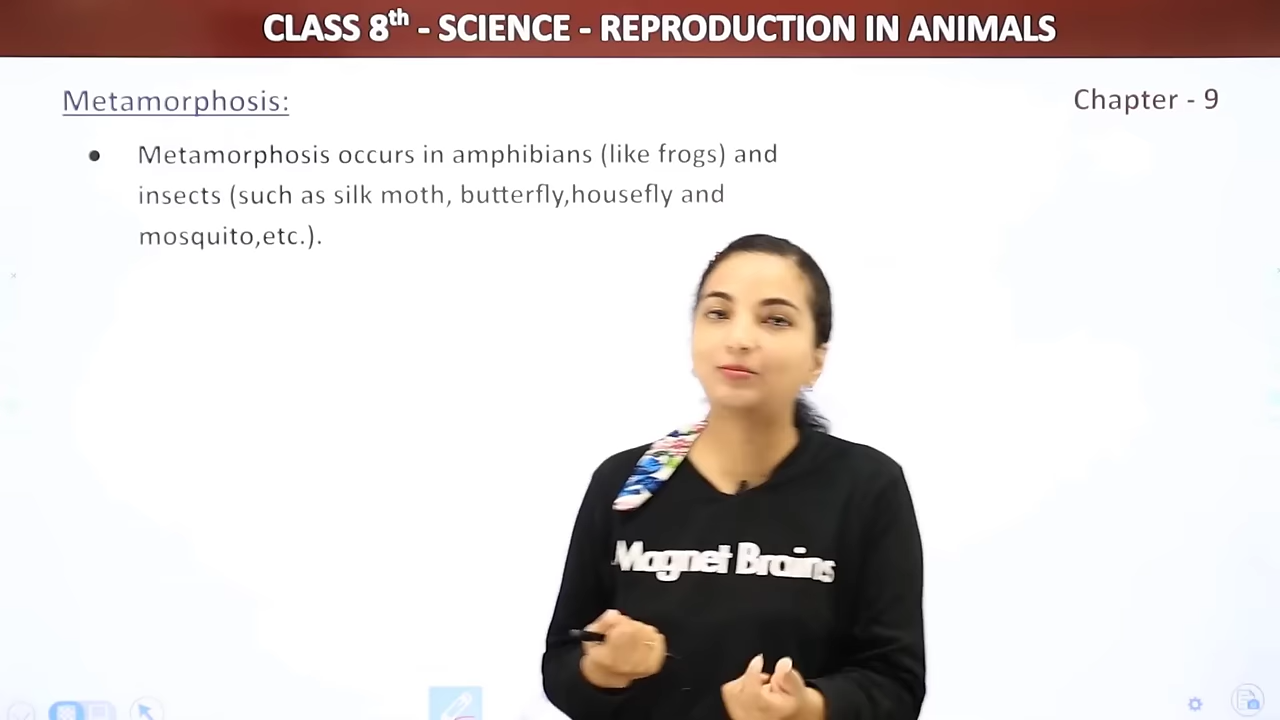 CLASS 8th - SCIENCE - REPRODUCTION IN ANIMALS
Metamorphosis:
Chapter - 9
● Metamorphosis occurs in amphibians (like frogs) and
insects (such as silk moth, butterfly,housefly and
mosquito,etc.).
Magnet Brains